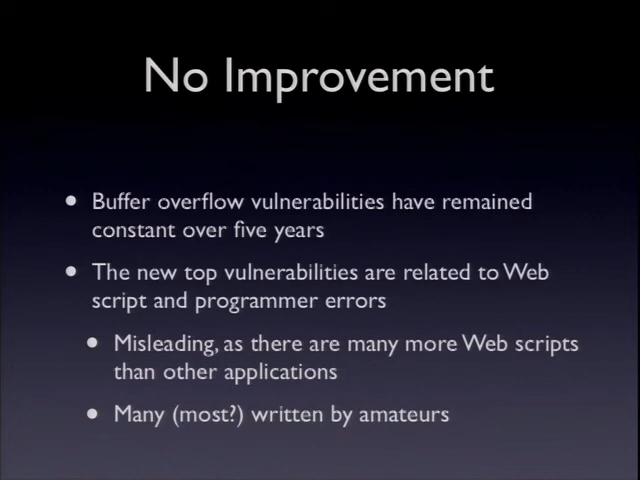 No Improvement
• Buffer overflow vulnerabilities have remained
constant over five years
• The new top vulnerabilities are related to Web
script and programmer errors
• Misleading, as there are many more Web scripts
than other applications
• Many (most?) written by amateurs